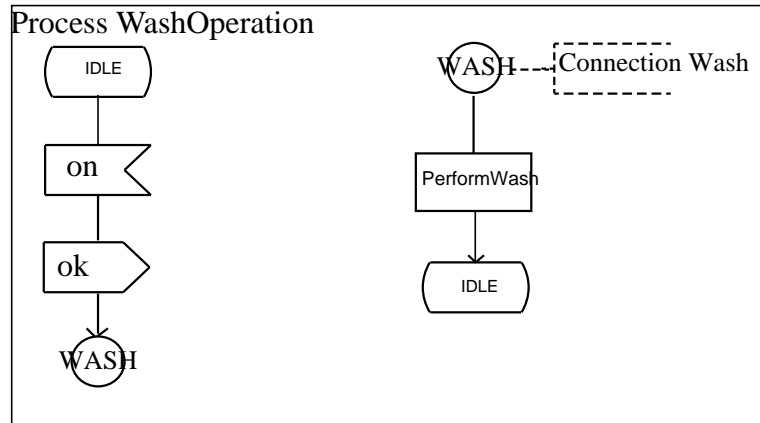 Process WashOperation
IDLE
on
ok
WASH
WASH
Connection Wash
PerformWash
IDLE